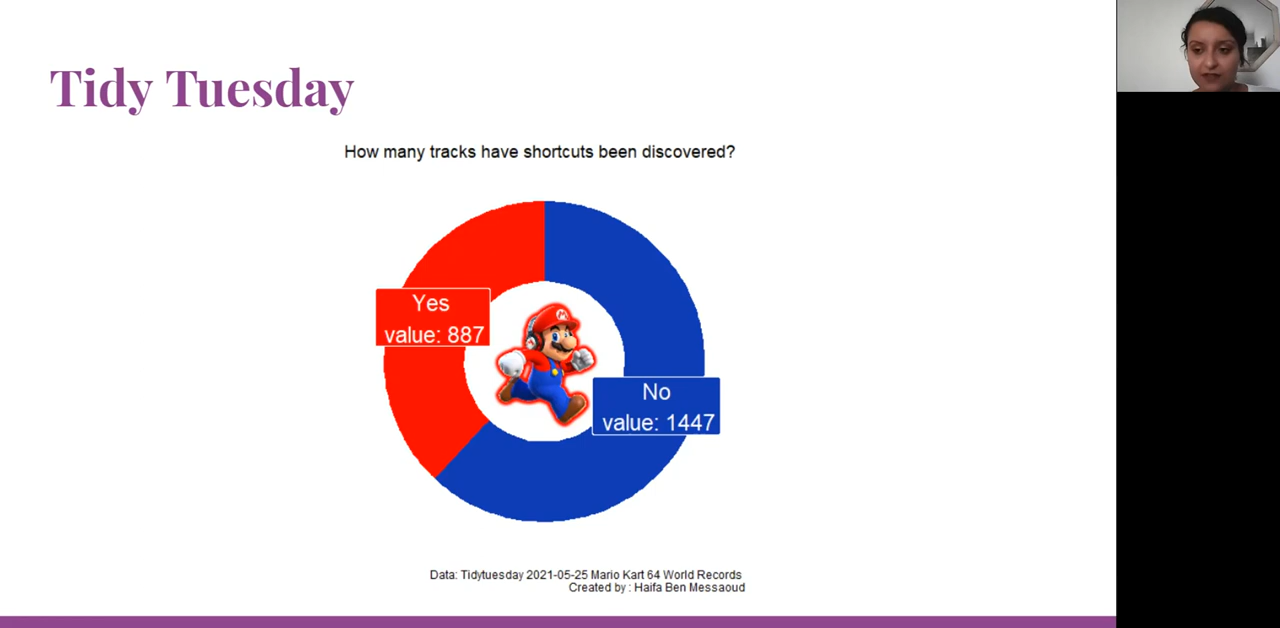 Tidy Tuesday
How many tracks have shortcuts been discovered?
Yes
value: 887
No
value: 1447
M
Data: Tidytuesday 2021-05-25 Mario Kart 64 World Records
Created by : Haifa Ben Messaoud